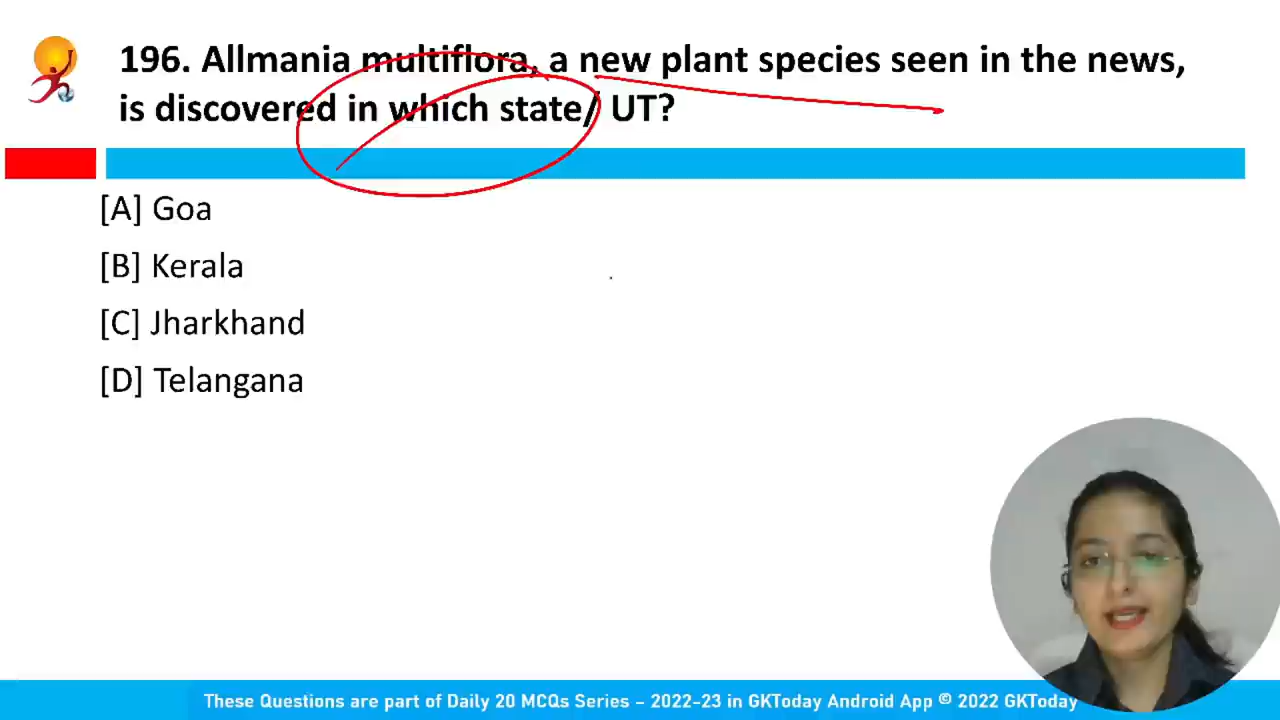 196. Allmania multiflora, a new plant species seen in the news,
is discovered in which state/ UT?
[A] Goa
[B] Kerala
[C] Jharkhand
[D] Telangana
These Questions are part of Daily 20 MCQs Series – 2022-23 in GKToday Android App © 2022 GKToday